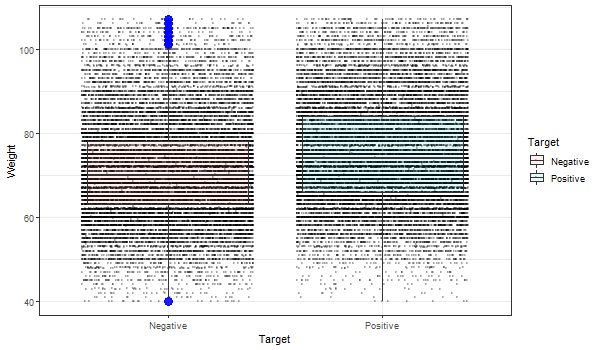 100
80
60
40
Weight
Negative
Positive
Target
Target
Negative
Positive